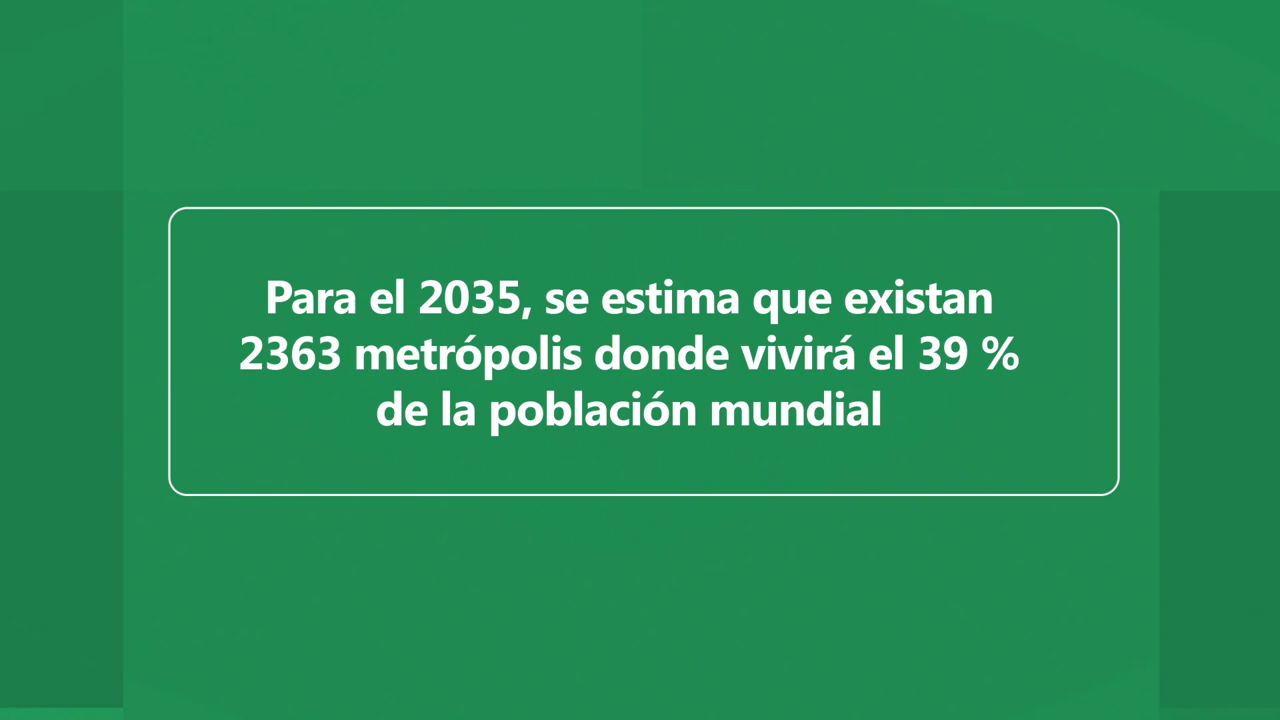 Para el 2035, se estima que existan
2363 metrópolis donde vivirá el 39 %
de la población mundial